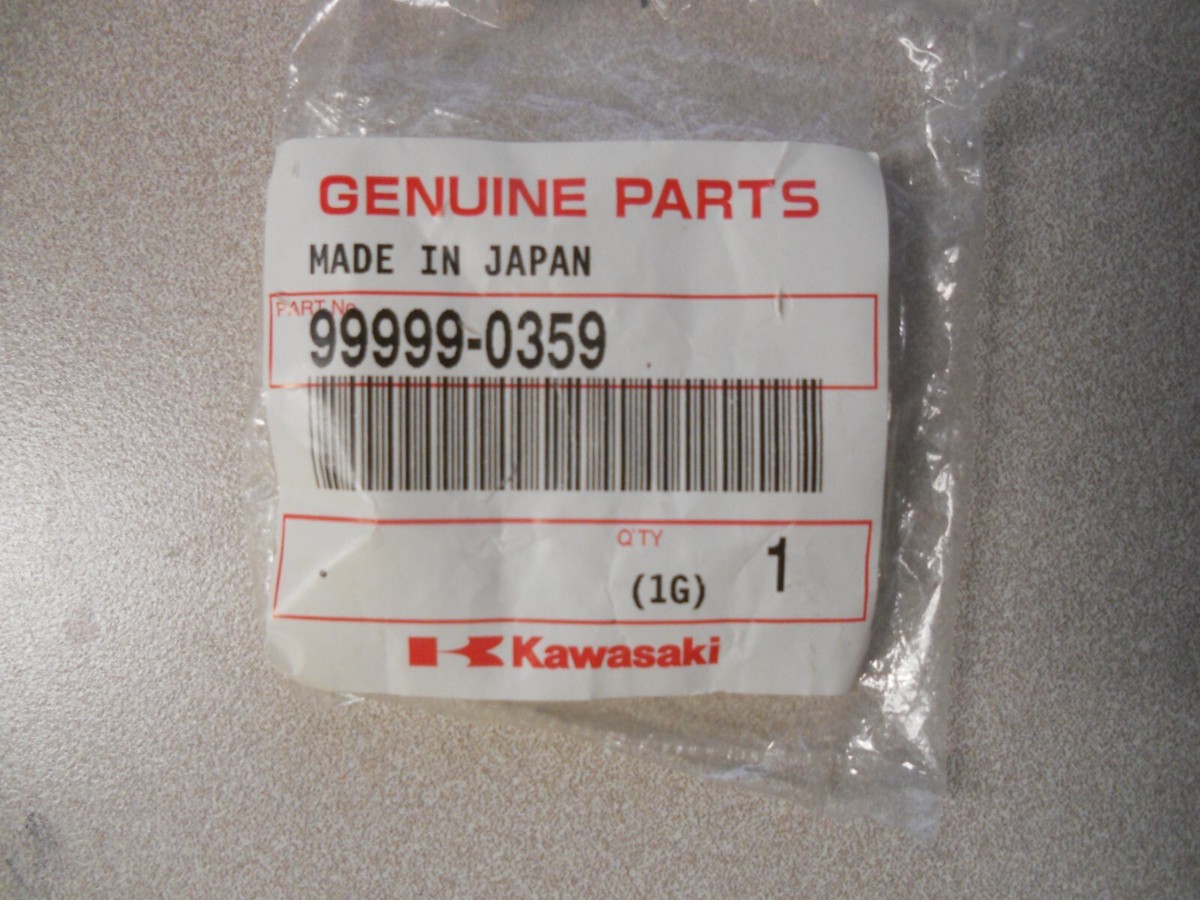 GENUINE PARTS
MADE IN JAPAN
PART No.
99999-0359
Q'TY
(1G) 1
Kawasaki